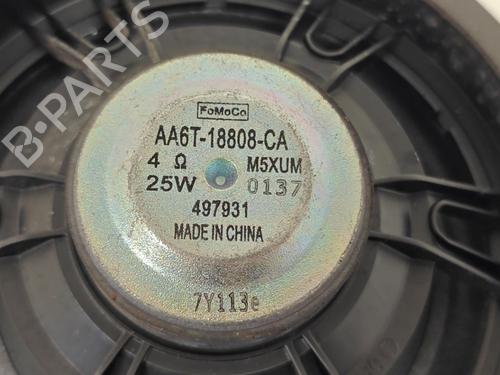 B-PARTS
FoMoCo
AA6T-18808-CA
4 Ω M5XUM
25W 0137
497931
MADE IN CHINA
7Y113e